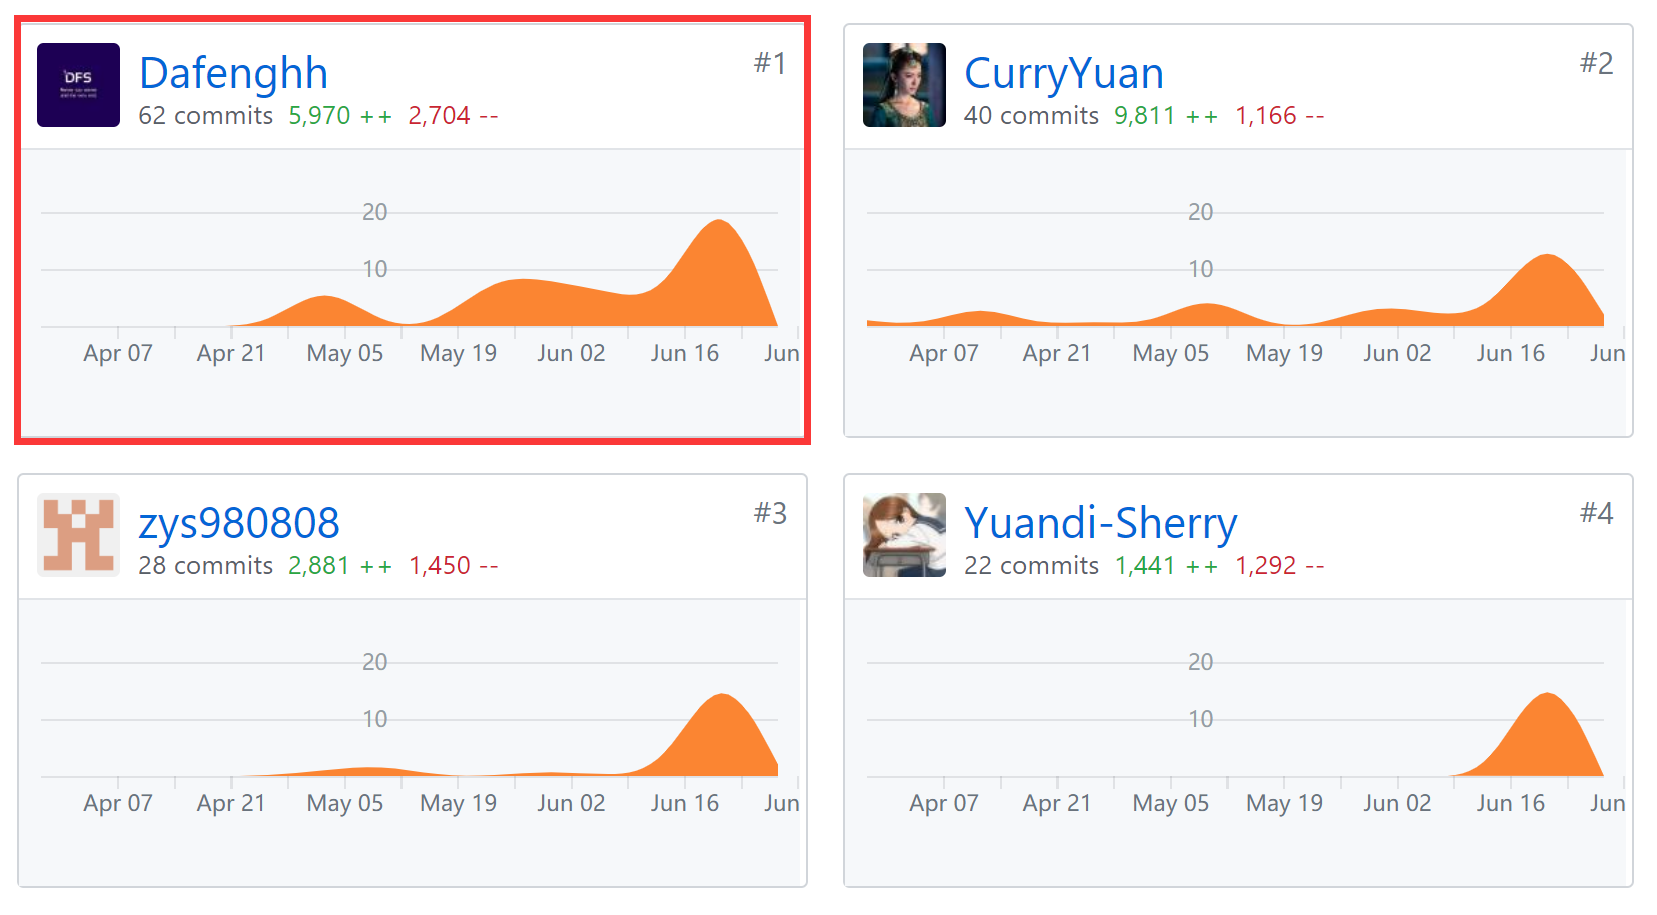 Dafenghh
#1
62 commits 5,970 ++ 2,704 --
20
10
Apr 07 Apr 21 May 05 May 19 Jun 02 Jun 16 Jun
CurryYuan
#2
40 commits 9,811 ++ 1,166 --
20
10
Apr 07 Apr 21 May 05 May 19 Jun 02 Jun 16 Jun
zys980808
#3
28 commits 2,881 ++ 1,450 --
20
10
Apr 07 Apr 21 May 05 May 19 Jun 02 Jun 16 Jun
Yuandi-Sherry
#4
22 commits 1,441 ++ 1,292 --
20
10
Apr 07 Apr 21 May 05 May 19 Jun 02 Jun 16 Jun
DFS